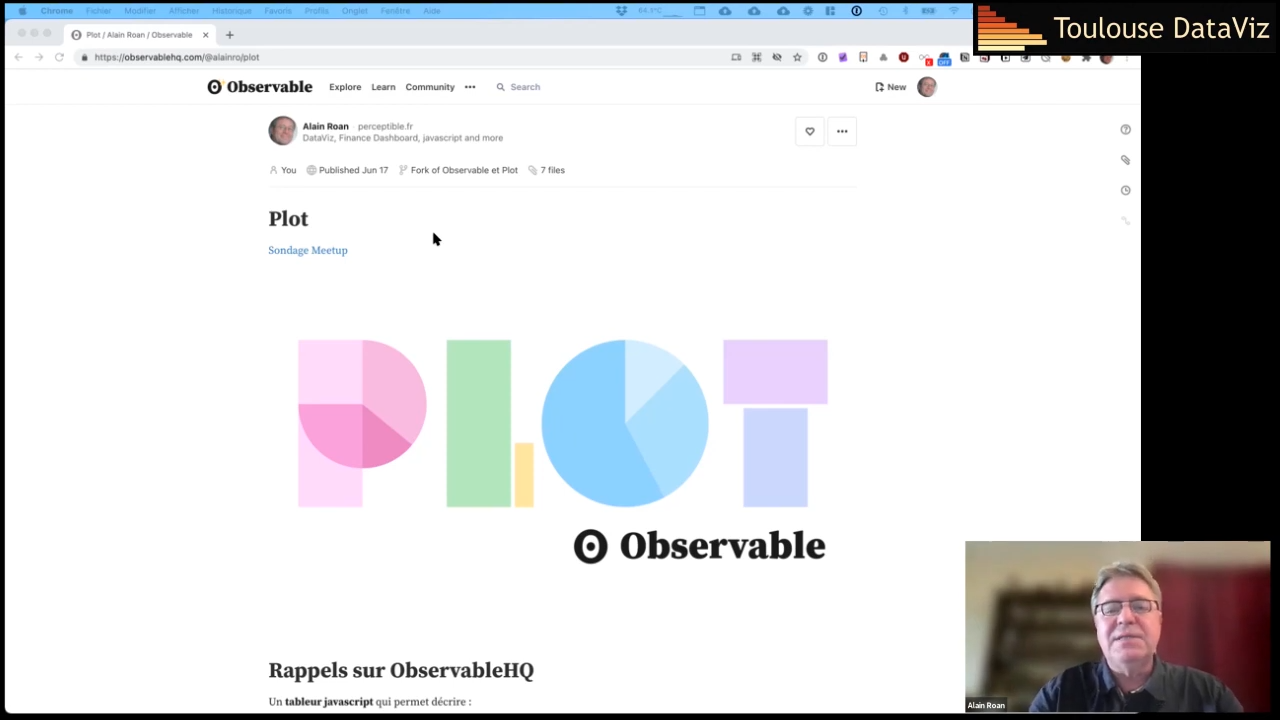 Chrome Fichier Modifier Afficher Historique Favoris Profils Onglet Fenêtre Aide
Toulouse DataViz
Plot / Alain Roan / Observable
https://observablehq.com/@alainro/plot
OFF
Observable Explore Learn Community Search New
Alain Roan perceptible.fr
DataViz, Finance Dashboard, javascript and more
You Published Jun 17 Fork of Observable et Plot 7 files
Plot
Sondage Meetup
PLOT
Observable
Rappels sur ObservableHQ
Un tableur javascript qui permet décrire :
Alain Roan